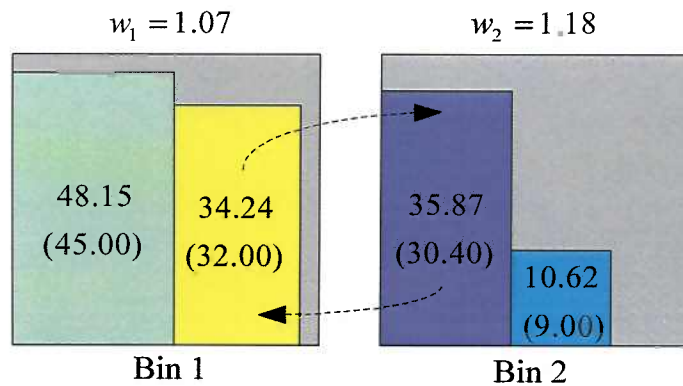 w₁ = 1.07
w₂ = 1.18
48.15
(45.00)
34.24
(32.00)
35.87
(30.40)
10.62
(9.00)
Bin 1
Bin 2